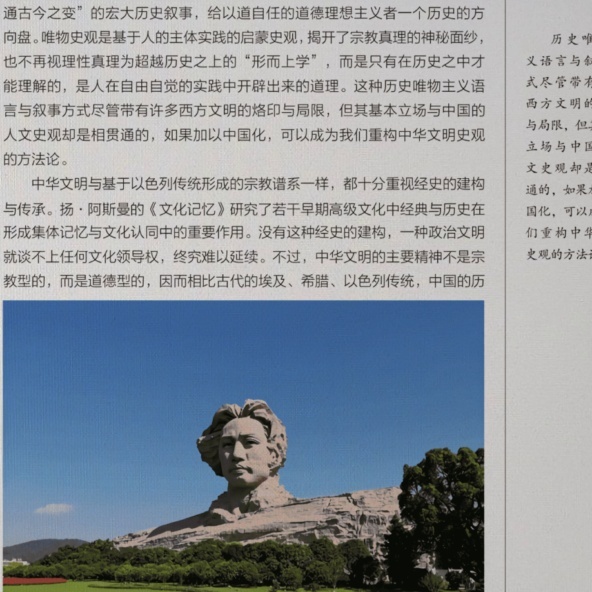 通古今之变”的宏大历史叙事，给以道自任的道德理想主义者一个历史的方
向盘。唯物史观是基于人的主体实践的启蒙史观，揭开了宗教真理的神秘面纱，
也不再视理性真理为超越历史之上的“形而上学”，而是只有在历史之中才
能理解的，是人在自由自觉的实践中开辟出来的道理。这种历史唯物主义语
言与叙事方式尽管带有许多西方文明的烙印与局限，但其基本立场与中国的
人文史观却是相贯通的，如果加以中国化，可以成为我们重构中华文明史观
的方法论。
中华文明与基于以色列传统形成的宗教谱系一样，都十分重视经史的建构
与传承。扬·阿斯曼的《文化记忆》研究了若干早期高级文化中经典与历史在
形成集体记忆与文化认同中的重要作用。没有这种经史的建构，一种政治文明
就谈不上任何文化领导权，终究难以延续。不过，中华文明的主要精神不是宗
教型的，而是道德型的，因而相比古代的埃及、希腊、以色列传统，中国的历
历史唯
义语言与叙
式尽管带有
西方文明的
与局限，但其
立场与中国
文史观却是
通的，如果加
国化，可以成
们重构中华
史观的方法论